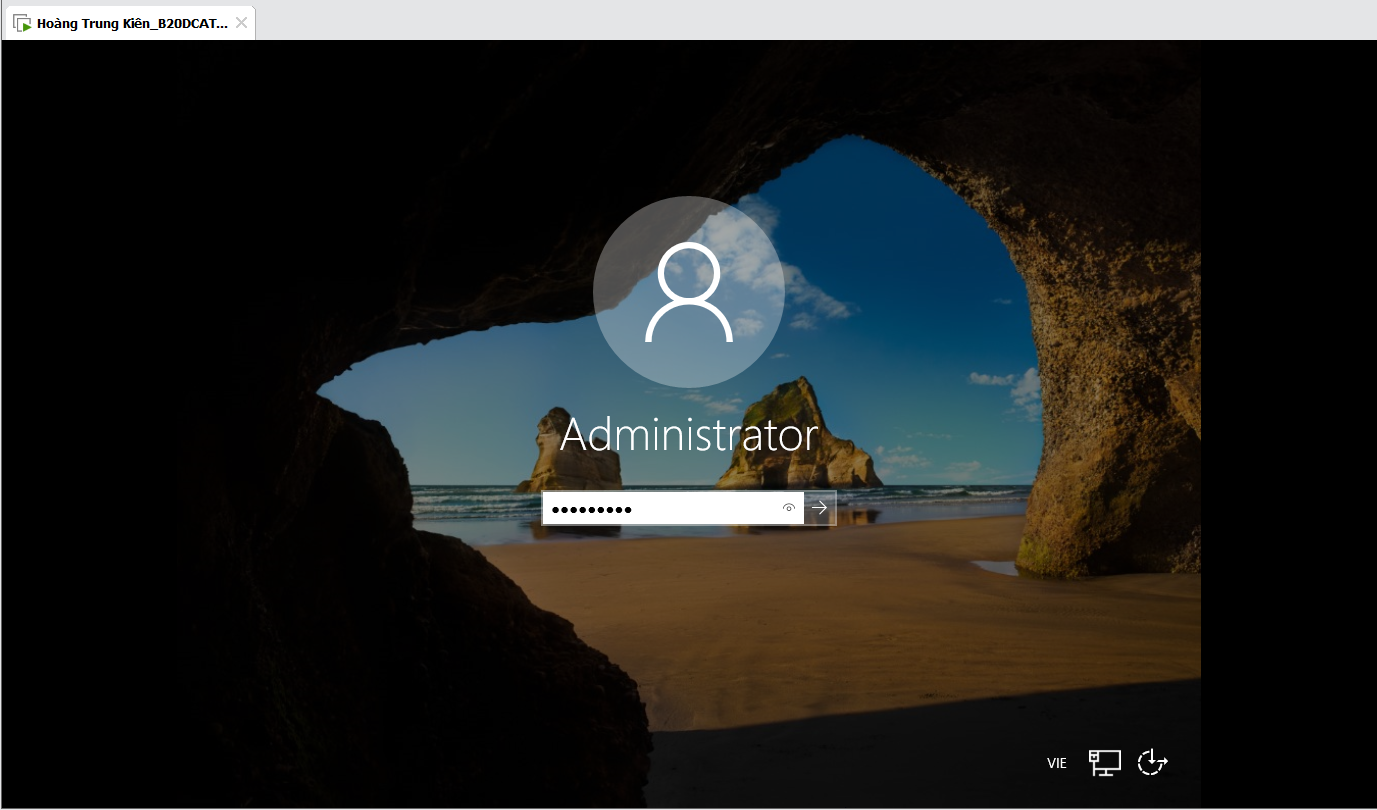 Hoàng Trung Kiên_B20DCAT...
Administrator
VIE